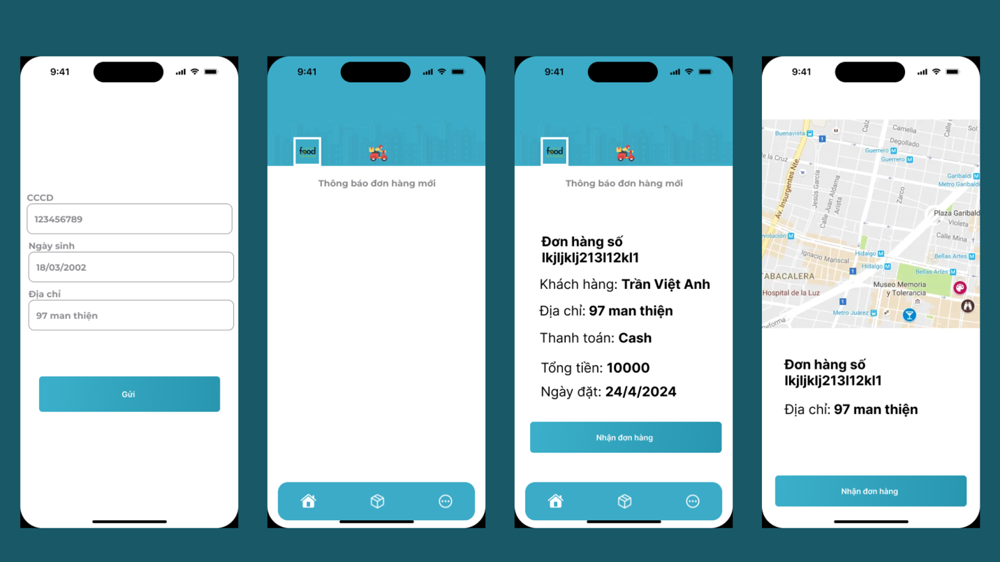 9:41
CCCD
123456789
Ngày sinh
18/03/2002
Địa chỉ
97 man thiện
Gửi
9:41
food
Thông báo đơn hàng mới
9:41
food
Thông báo đơn hàng mới
Đơn hàng số
lkjljklj213l12kl1
Khách hàng: Trần Việt Anh
Địa chỉ: 97 man thiện
Thanh toán: Cash
Tổng tiền: 10000
Ngày đặt: 24/4/2024
Nhận đơn hàng
9:41
Camelia
Sol
Buenavista
1
Degollado
Guerrero
Guerrero
de la Cruz
Garibaldi
Metro Garibaldi
Av. Insurgentes Nte.
Jesús García
Calle Juan Aldama
Arista
Zarco
Plaza Garibald
Violeta
Calle Mina
evolución
Ignacio Mariscal
Hidalgo
Hidalgo
Bellas Artes
Bellas Artes
1
TABACALERA
Museo Memoria
y Tolerancia
Hospital de la Luz
1
Metro Juárez
eforma
Đơn hàng số
lkjljklj213l12kl1
Địa chỉ: 97 man thiện
Nhận đơn hàng